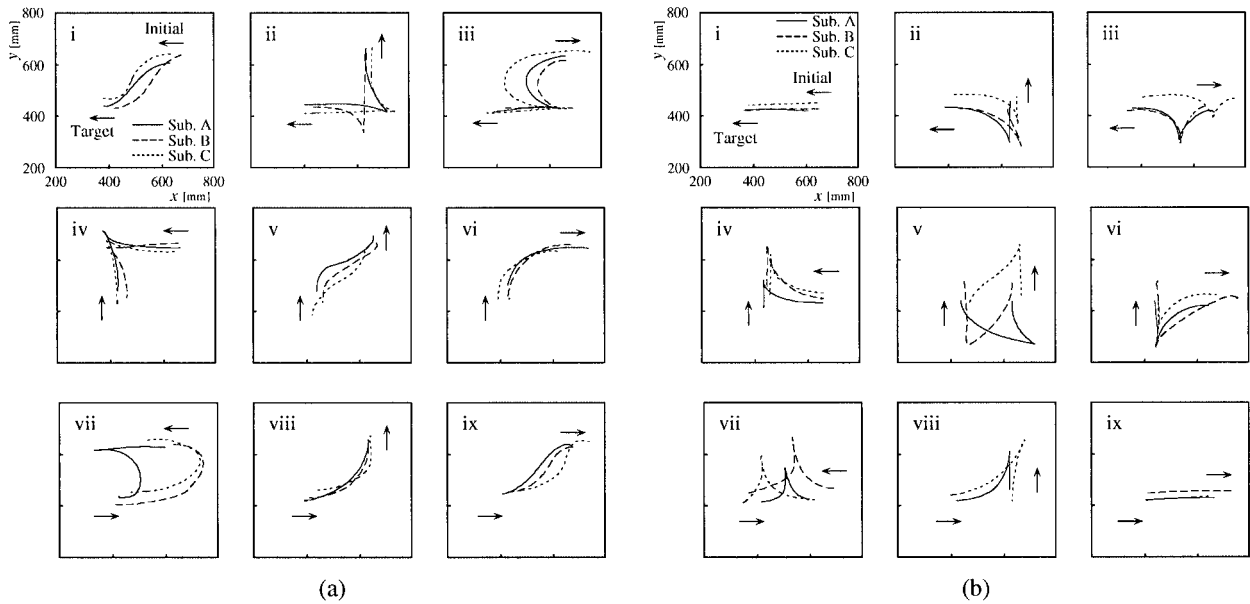 800
y [mm]
i
Initial
600
400
Target
Sub. A
Sub. B
Sub. C
200
200
400
600
800
x [mm]
ii
iii
iv
v
vi
vii
viii
ix
(a)
800
y [mm]
i
Sub. A
Sub. B
Sub. C
600
Initial
400
Target
200
200
400
600
800
x [mm]
ii
iii
iv
v
vi
vii
viii
ix
(b)